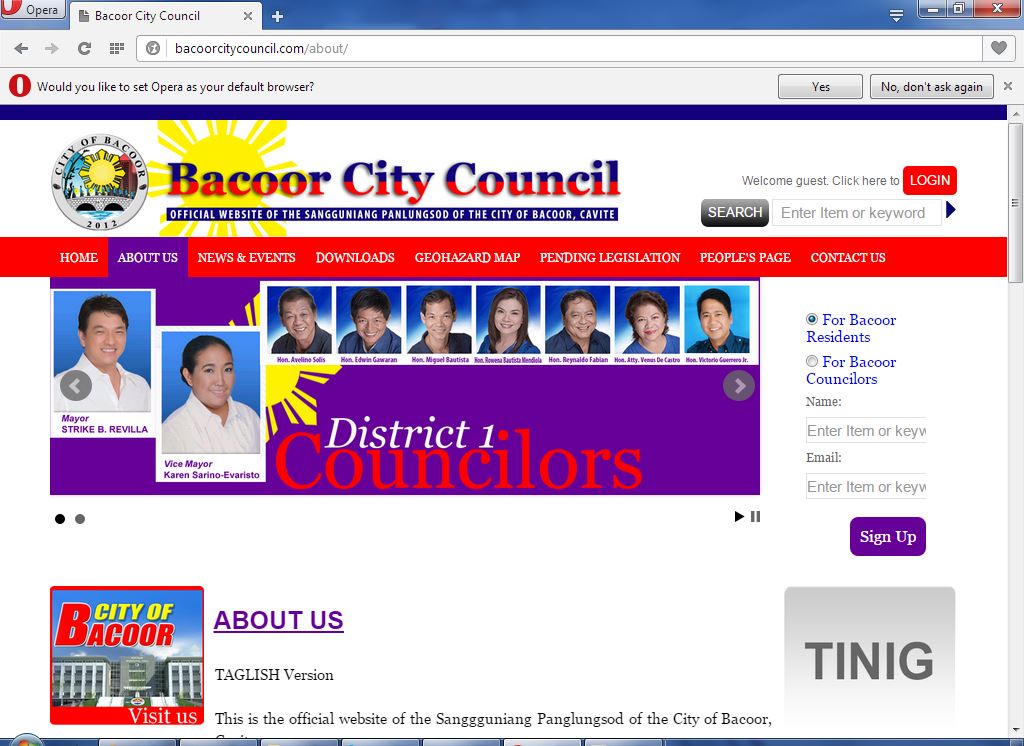 Opera
Bacoor City Council
bacoorcitycouncil.com/about/
Would you like to set Opera as your default browser?
Yes
No, don't ask again
CITY OF BACOOR
2012
Bacoor City Council
OFFICIAL WEBSITE OF THE SANGGUNIANG PANLUNGSOD OF THE CITY OF BACOOR, CAVITE
Welcome guest. Click here to LOGIN
SEARCH Enter Item or keyword
HOME ABOUT US NEWS & EVENTS DOWNLOADS GEOHAZARD MAP PENDING LEGISLATION PEOPLE'S PAGE CONTACT US
Hon. Avelino Solis Hon. Edwin Gawaran Hon. Miguel Bautista Hon. Rowena Bautista Mendiola Hon. Reynaldo Fabian Hon. Atty. Venus De Castro Hon. Victorio Guerrero Jr.
Mayor
STRIKE B. REVILLA
Vice Mayor
Karen Sarino-Evaristo
District 1
Councilors
For Bacoor
Residents
For Bacoor
Councilors
Name:
Enter Item or keyw
Email:
Enter Item or keyw
Sign Up
CITY OF
BACOOR
Visit us
ABOUT US
TAGLISH Version
This is the official website of the Sanggguniang Panglungsod of the City of Bacoor,
TINIG